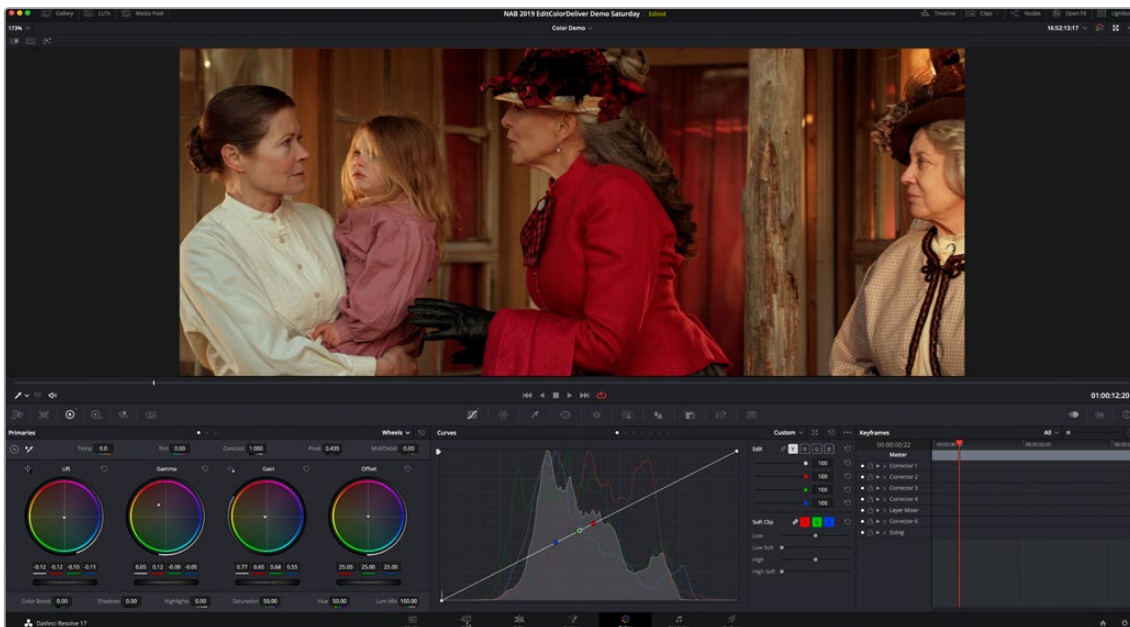 Gallery LUTs Media Pool NAB 2019 EditColorDeliver Demo Saturday Edited Timeline Clips Nodes Open FX Lightbox
173% Color Demo 16:52:13:17
01:00:12:20
Primaries Wheels Curves Custom Keyframes All
Temp 0.0 Tint 0.00 Contrast 1.000 Pivot 0.435 Mid/Detail 0.00
Lift Gamma Gain Offset
-0.12 -0.12 -0.10 -0.11 0.05 0.12 -0.00 -0.05 0.77 0.65 0.68 0.55 25.00 25.00 25.00
Color Boost 0.00 Shadows 0.00 Highlights 0.00 Saturation 50.00 Hue 50.00 Lum Mix 100.00
Edit Y R G B
100
100
100
100
Soft Clip
Low
Low Soft
High
High Soft
00:00:00:22
Master
Corrector 1
Corrector 2
Corrector 3
Corrector 4
Layer Mixer
Corrector 6
Sizing
DaVinci Resolve 17